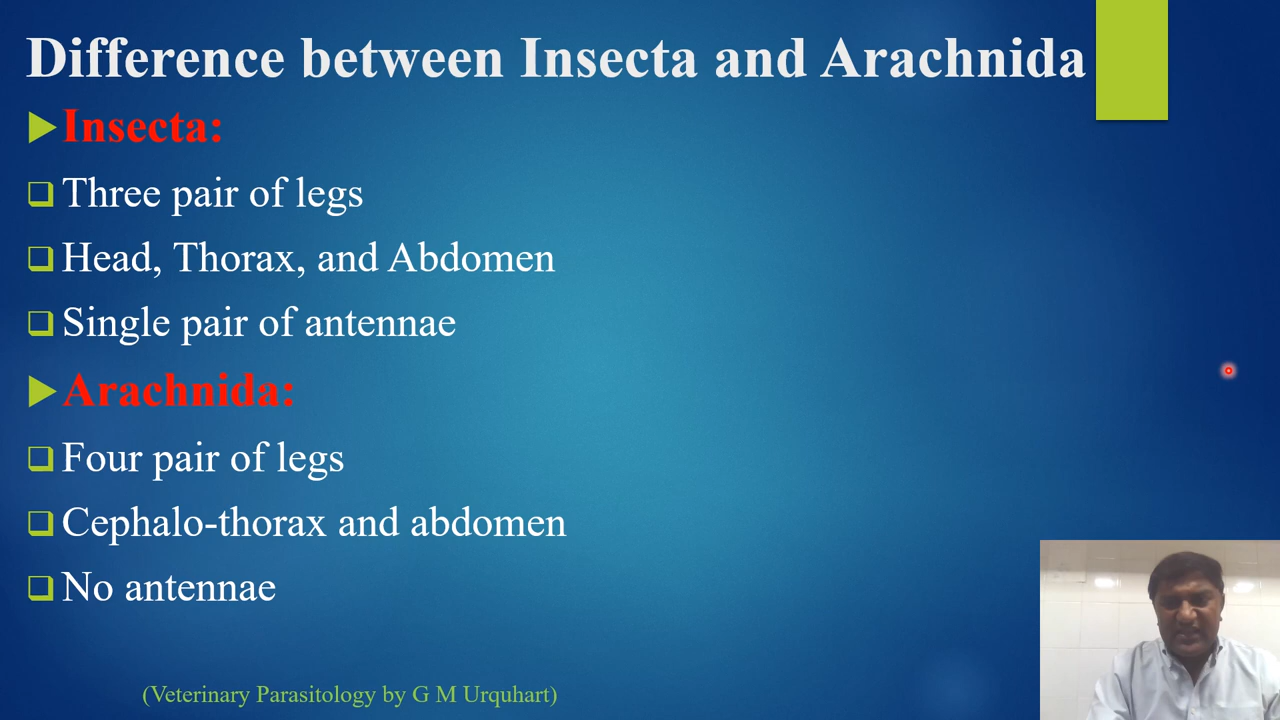 Difference between Insecta and Arachnida
Insecta:
Three pair of legs
Head, Thorax, and Abdomen
Single pair of antennae
Arachnida:
Four pair of legs
Cephalo-thorax and abdomen
No antennae
(Veterinary Parasitology by G M Urquhart)